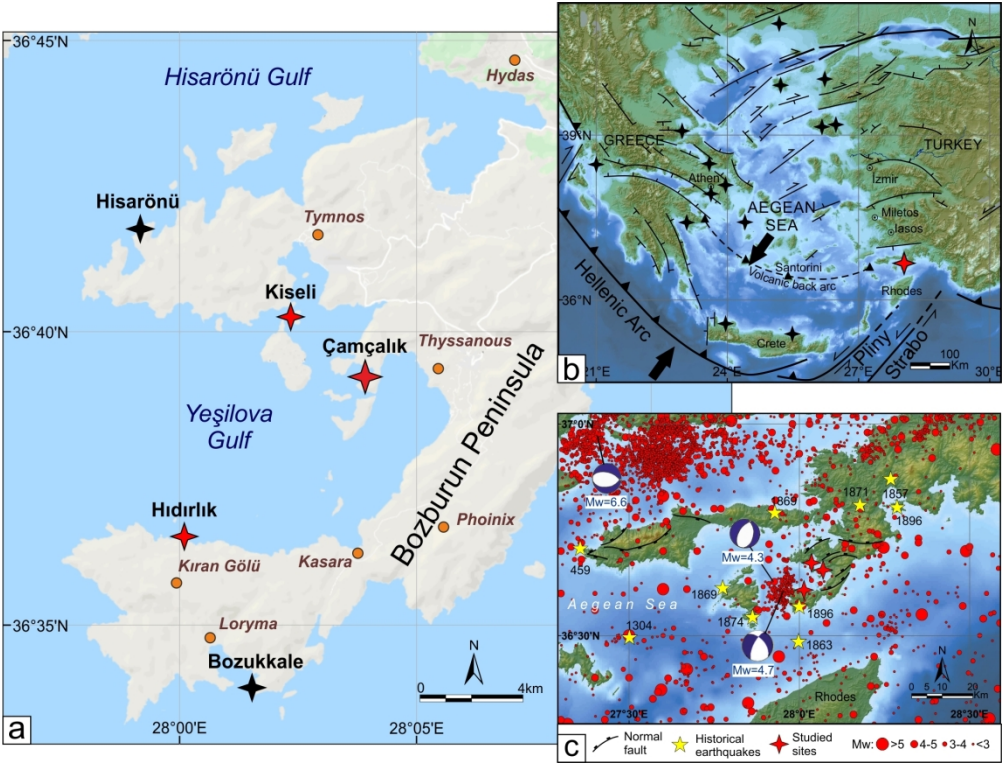 36°45'N
Hisarönü Gulf
Hydas
Hisarönü
Tymnos
Kiseli
36°40'N
Çamçalık
Thyssanous
Yeşilova
Gulf
Bozburun Peninsula
Hıdırlık
Phoinix
Kasara
Kıran Gölü
36°35'N
Loryma
Bozukkale
N
0
4km
a
28°00'E
28°05'E
N
39°N
GREECE
TURKEY
Athen
İzmir
AEGEAN
SEA
Miletos
Iasos
Santorini
Volcanic back arc
Rhodes
Hellenic Arc
36°N
Crete
Pliny
Strabo
100
Km
b
21°E
24°E
27°E
30°E
37°0'N
Mw=6.6
1869
1871
1857
1896
Mw=4.3
459
1869
Aegean Sea
1896
1874
1304
36°30'N
1863
Mw=4.7
N
Rhodes
0 5 10 20
Km
27°30'E
28°0'E
c
Normal
fault
Historical
earthquakes
Studied
sites
Mw: >5 4-5 3-4 <3